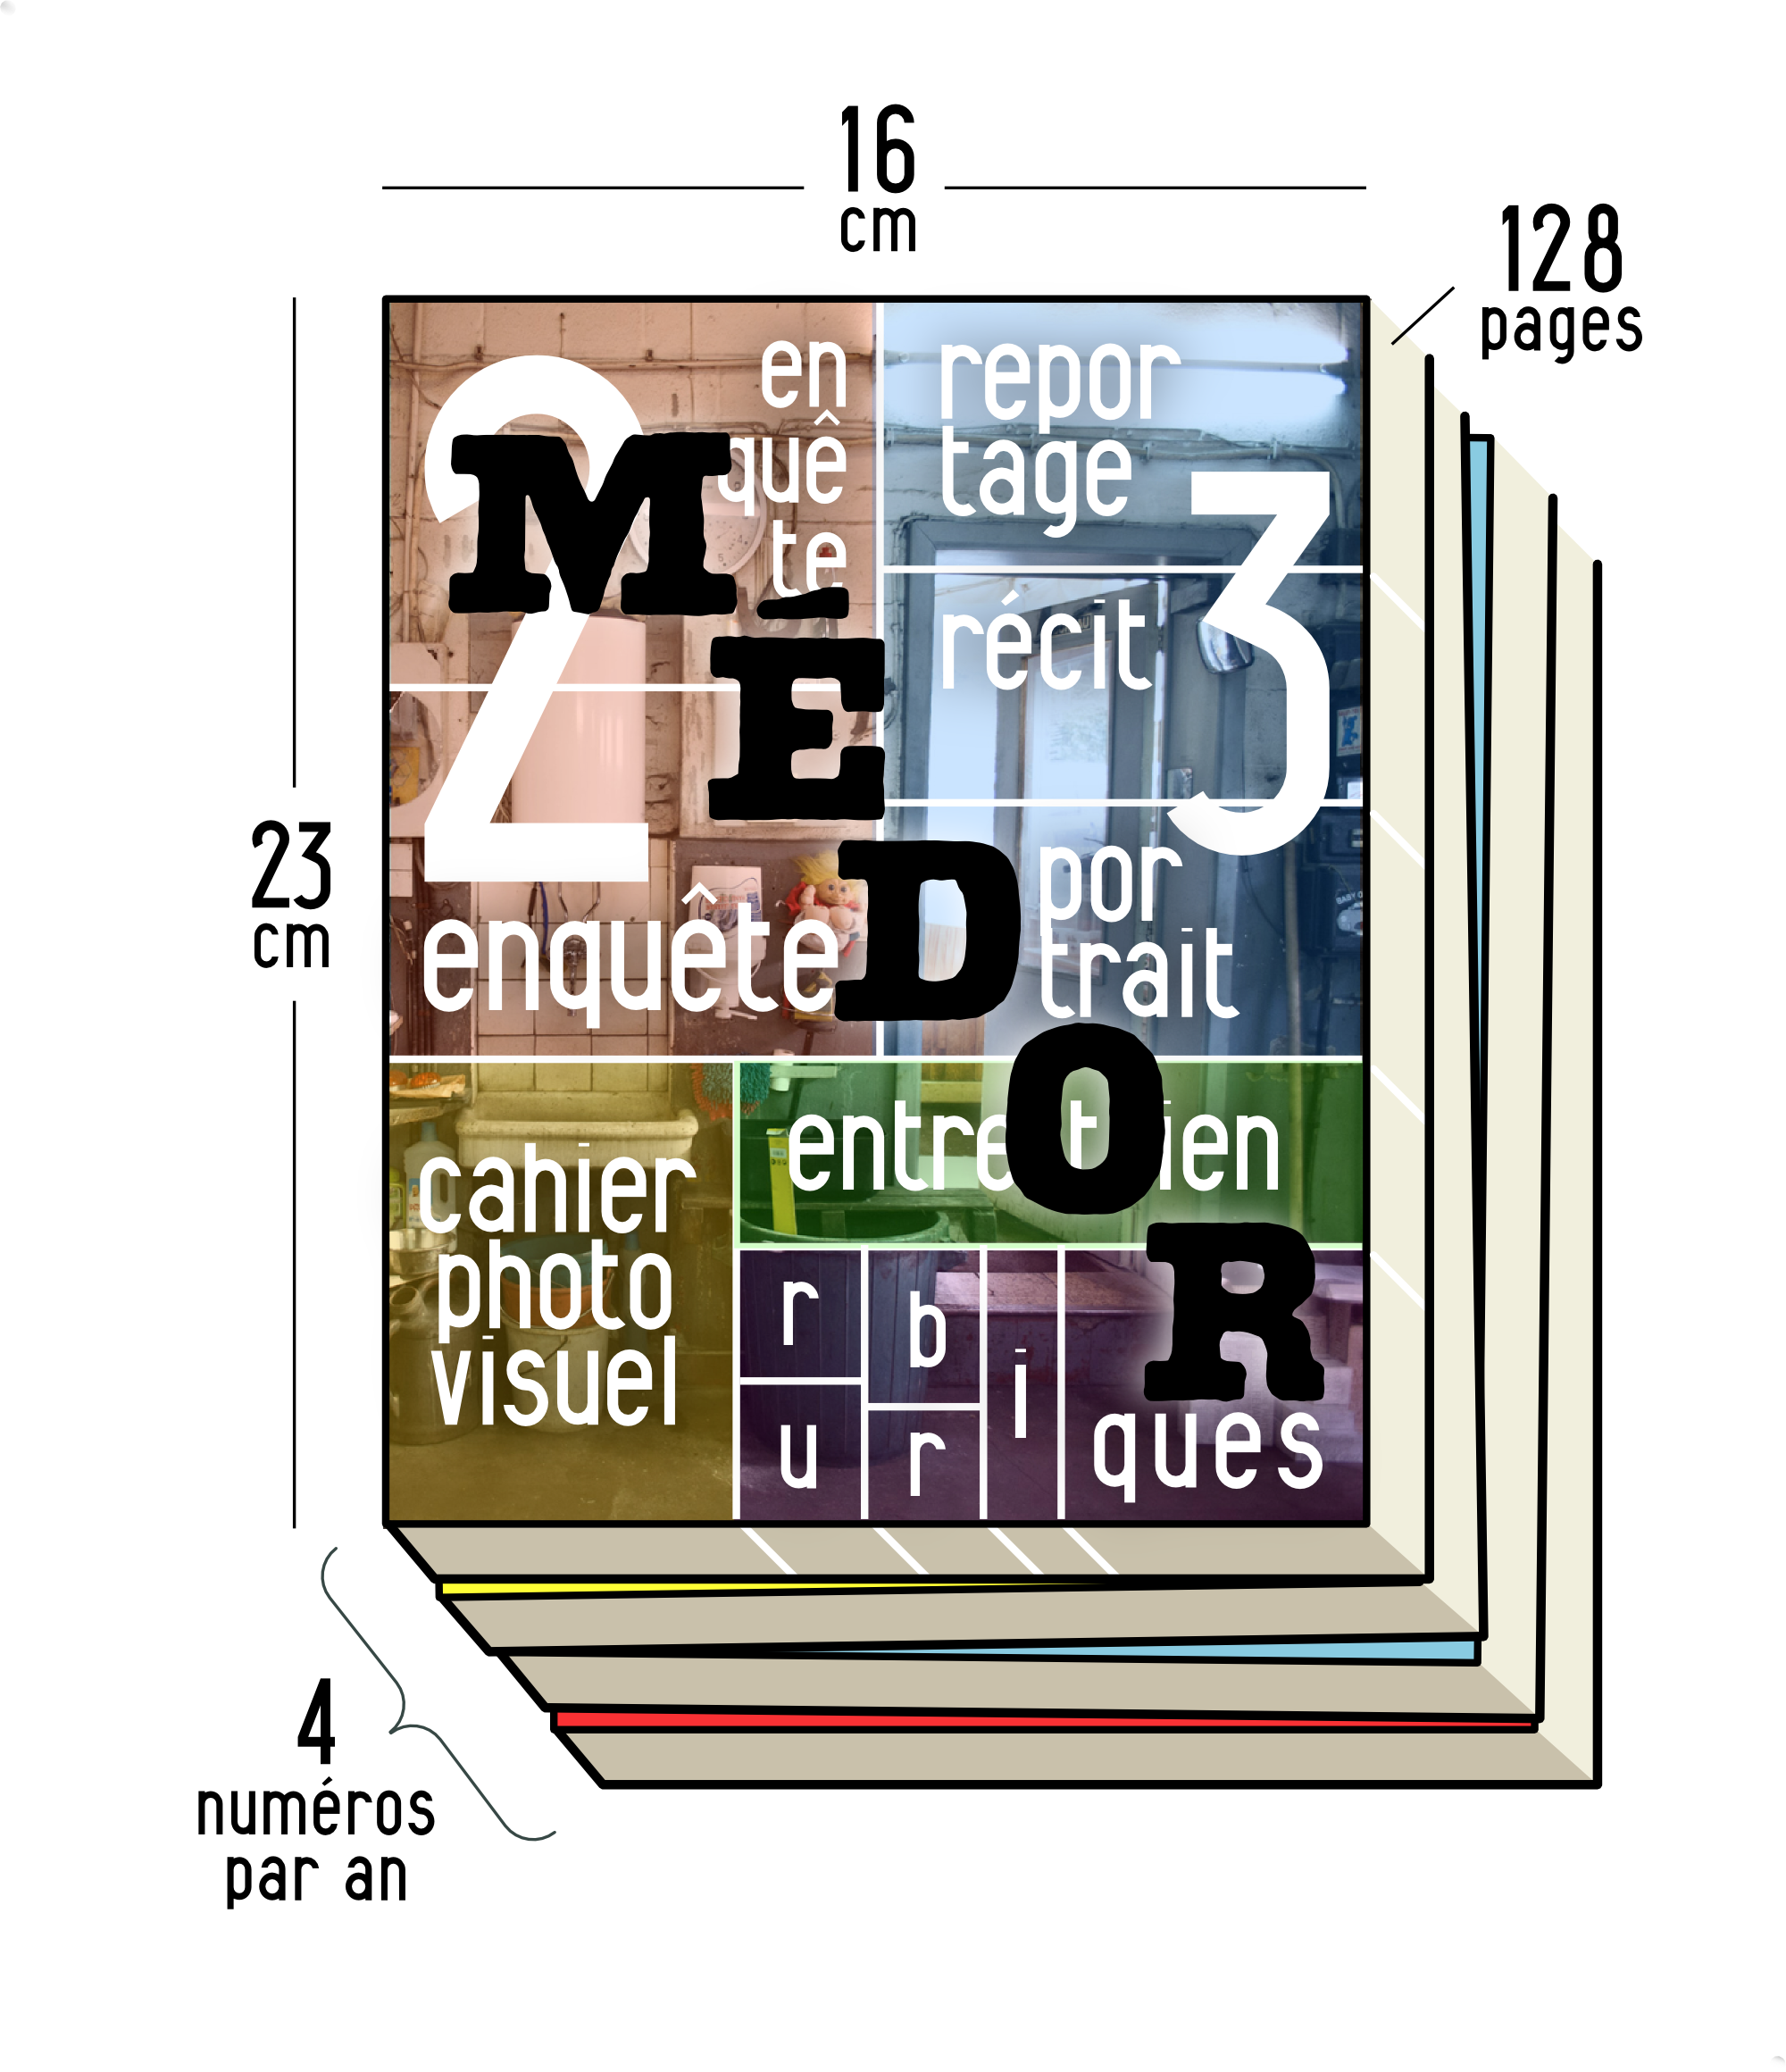 16
cm
128
pages
23
cm
2
en
quê
te
enquête
repor
tage
récit
3
por
trait
MÉDOR
cahier
photo
visuel
entretien
r
u
b
r
i
ques
4
numéros
par an